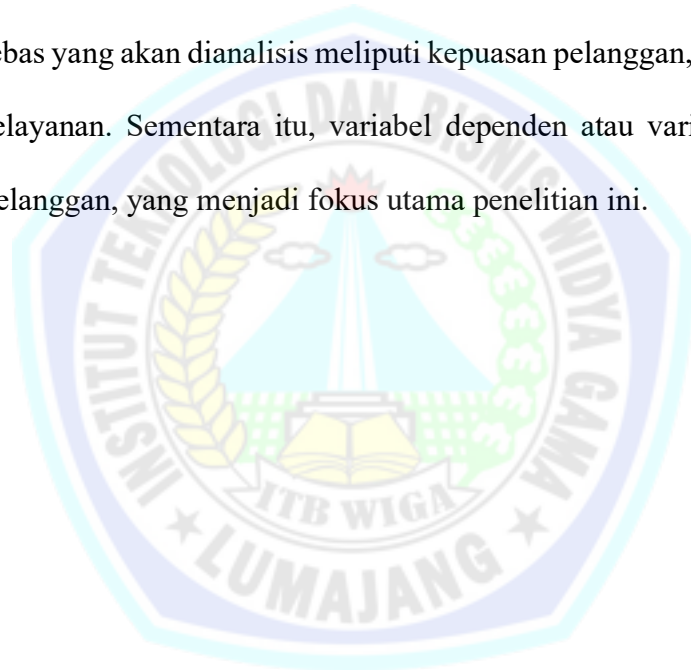 ebas yang akan dianalisis meliputi kepuasan pelanggan,
elayanan. Sementara itu, variabel dependen atau vari
elanggan, yang menjadi fokus utama penelitian ini.
INSTITUT TEKNOLOGI DAN BISNIS WIDYA GAMA
ITB WIGA
LUMAJANG